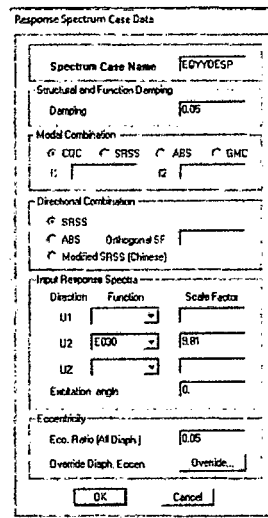 Response Spectrum Case Data
Spectrum Case Name EQYYDESP
Structural and Function Damping
Damping 0.05
Modal Combination
CQC SRSS ABS GMC
f1 f2
Directional Combination
SRSS
ABS Orthogonal SF
Modified SRSS (Chinese)
Input Response Spectra
Direction Function Scale Factor
U1
U2 E030 9.81
UZ
Excitation angle 0.
Eccentricity
Ecc. Ratio (All Diaph.) 0.05
Override Diaph. Eccen. Override...
OK Cancel